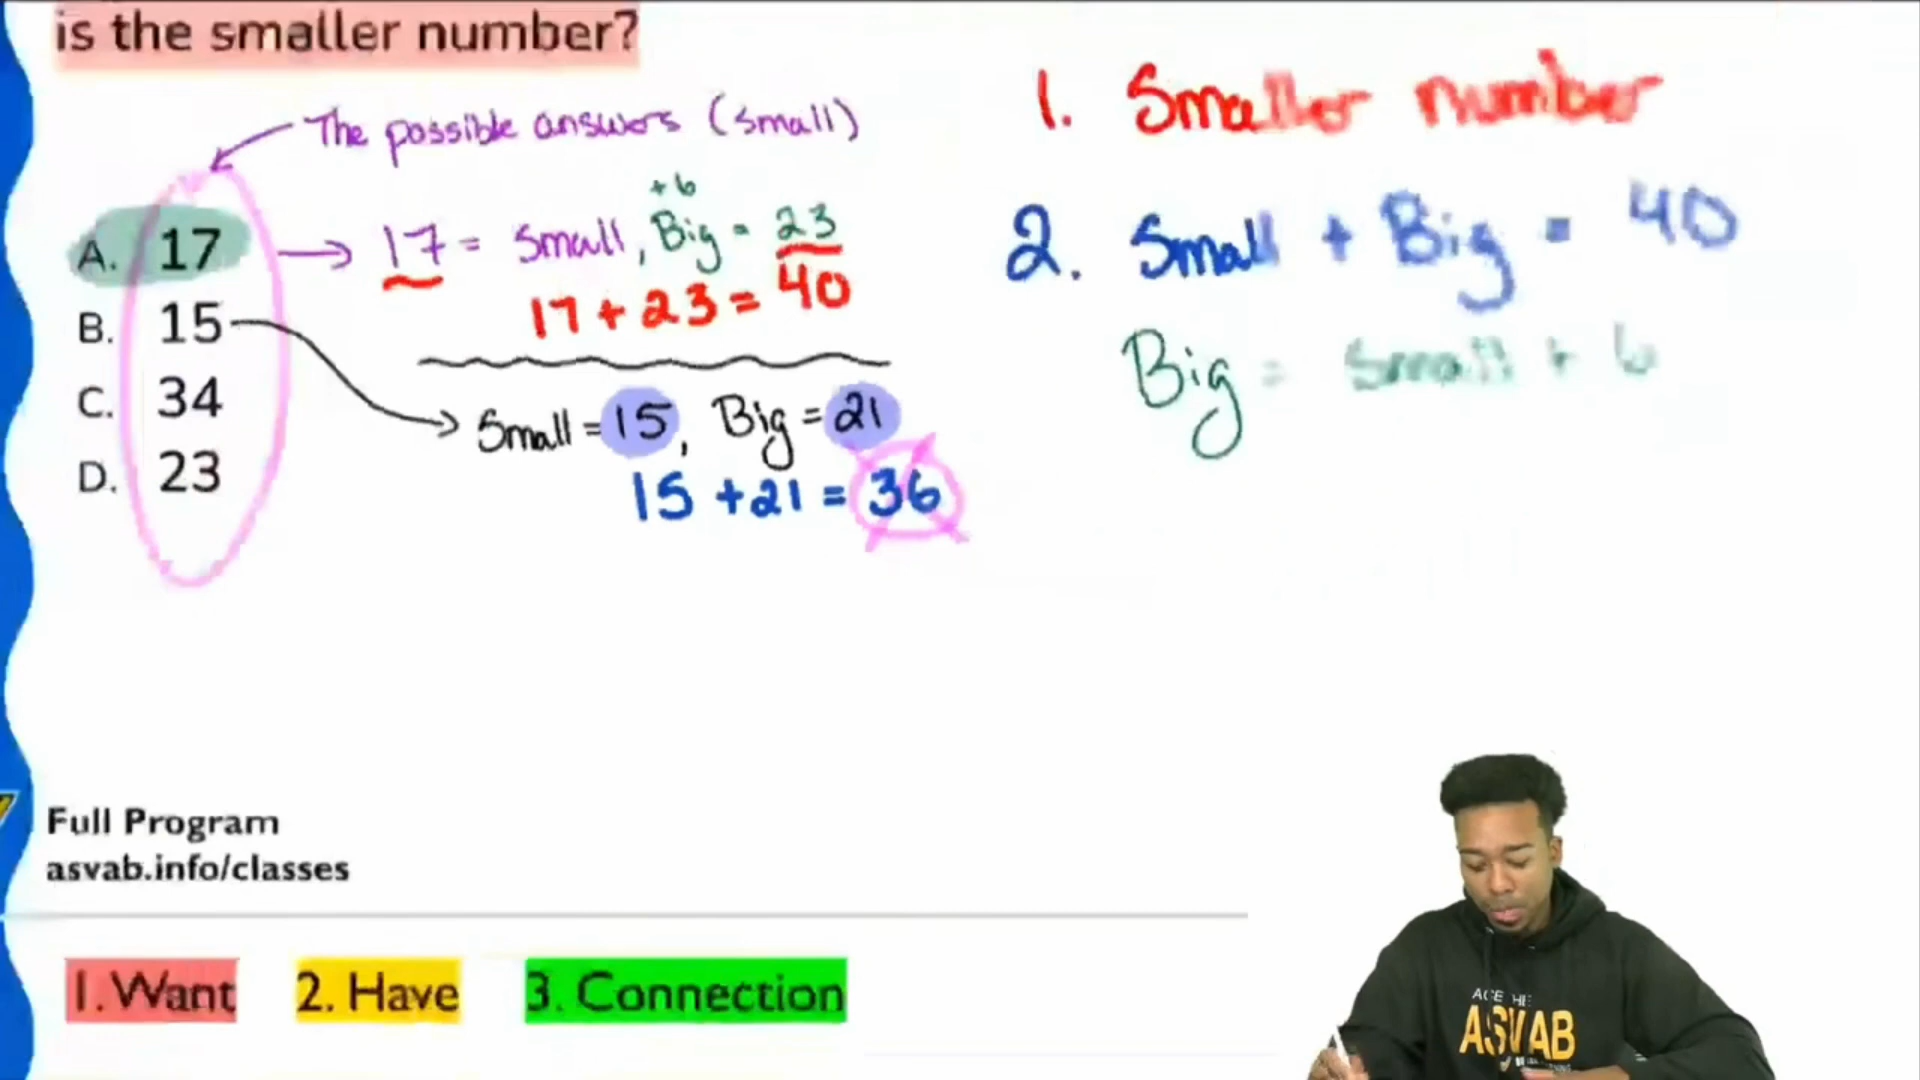 is the smaller number?
The possible answers (small)
A. 17
B. 15
C. 34
D. 23
+6
17 = Small, Big = 23
17 + 23 = 40
Small = 15, Big = 21
15 + 21 = 36
1. Smaller number
2. Small + Big = 40
Big = Small + 6
Full Program
asvab.info/classes
1. Want 2. Have 3. Connection
ACE THE
ASVAB